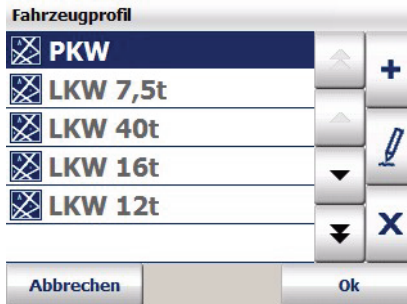 Fahrzeugprofil
PKW
LKW 7,5t
LKW 40t
LKW 16t
LKW 12t
Abbrechen
Ok